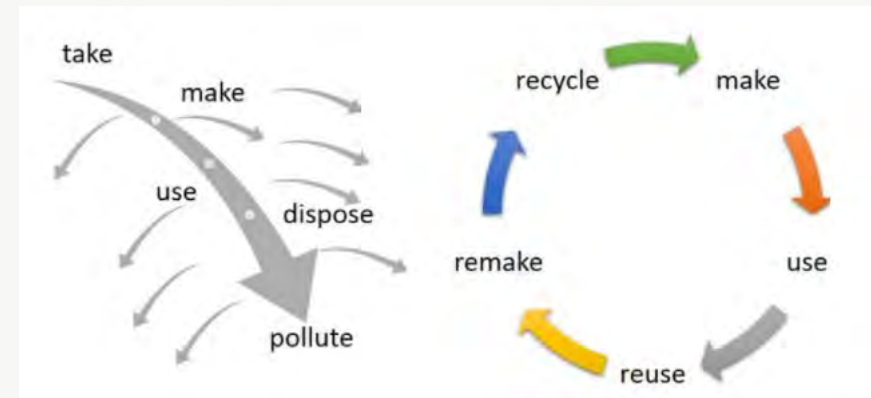 take
make
use
dispose
pollute
recycle
make
use
reuse
remake